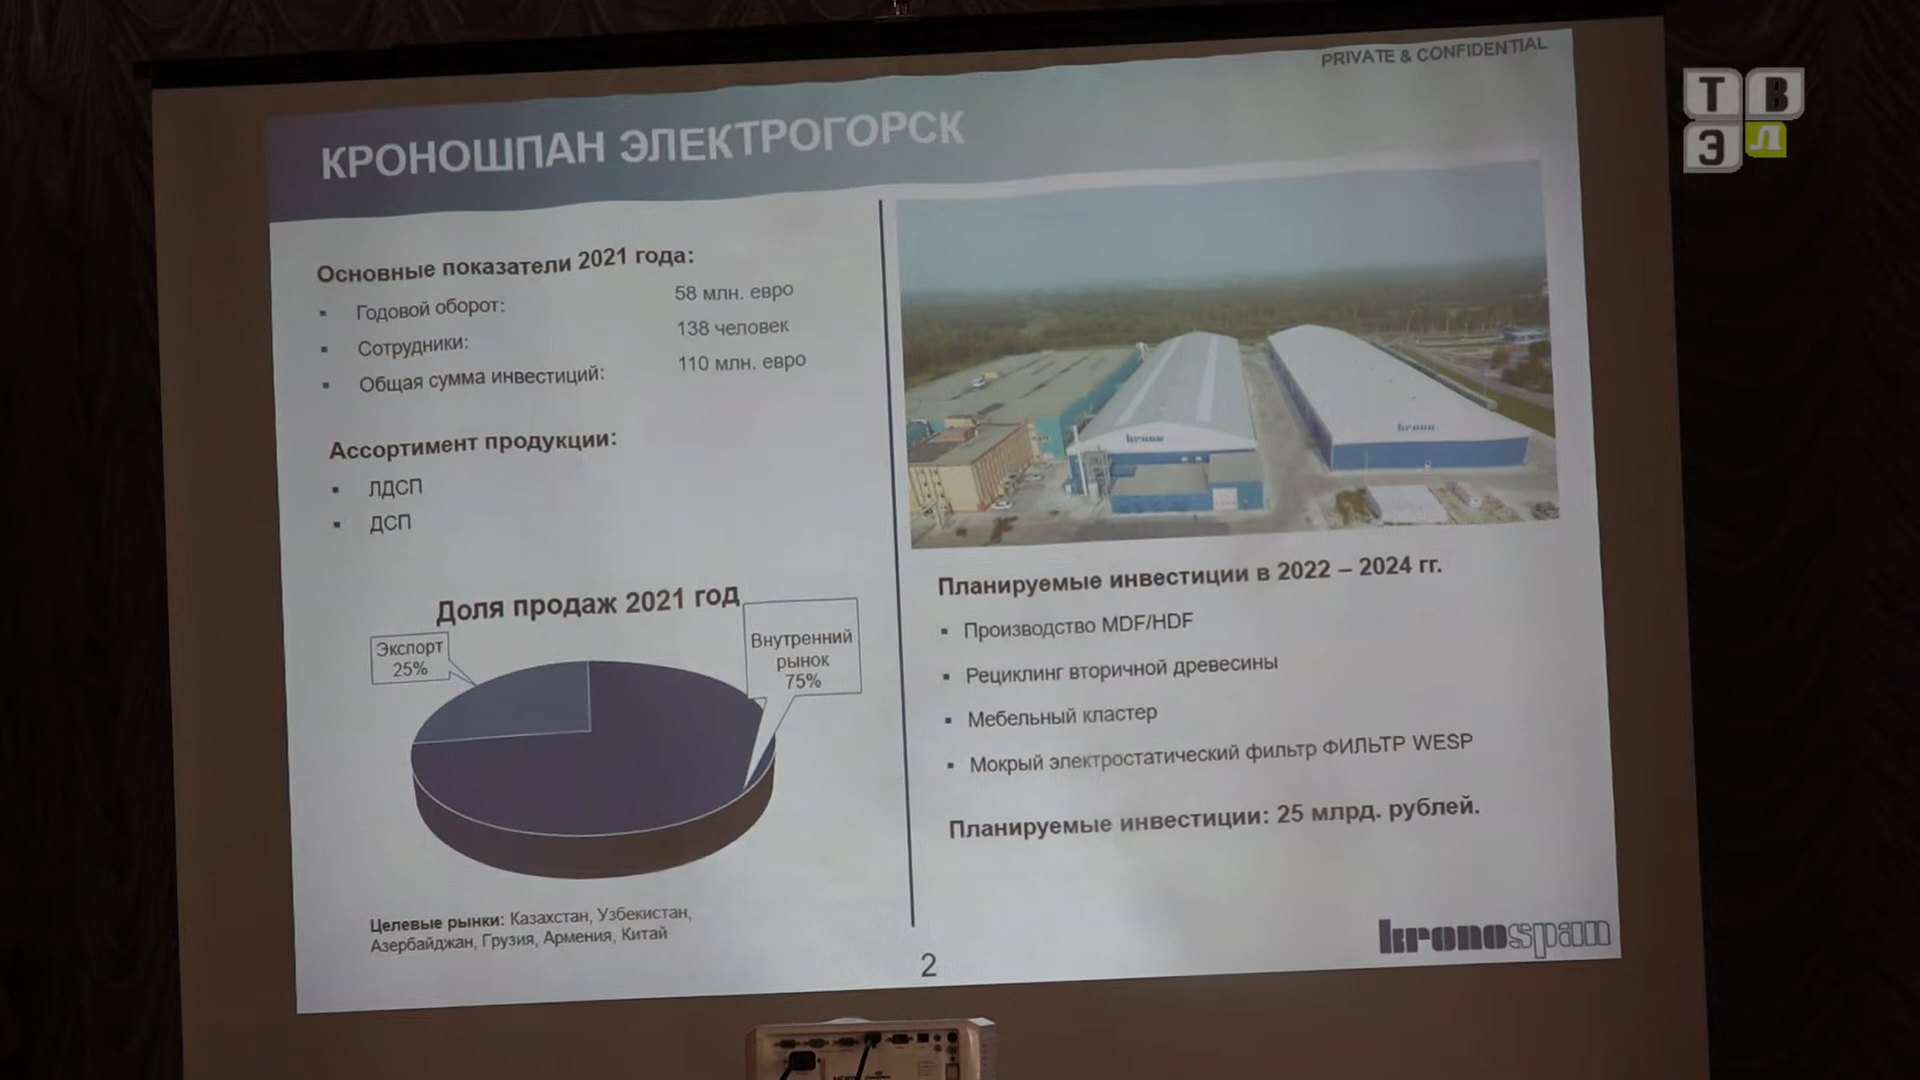 PRIVATE & CONFIDENTIAL
Т В
Э Л
КРОНОШПАН ЭЛЕКТРОГОРСК
Основные показатели 2021 года:
▪ Годовой оборот: 58 млн. евро
▪ Сотрудники: 138 человек
▪ Общая сумма инвестиций: 110 млн. евро
Ассортимент продукции:
▪ ЛДСП
▪ ДСП
Доля продаж 2021 год
Экспорт
25%
Внутренний
рынок
75%
Целевые рынки: Казахстан, Узбекистан,
Азербайджан, Грузия, Армения, Китай
krono
krono
Планируемые инвестиции в 2022 – 2024 гг.
▪ Производство MDF/HDF
▪ Рециклинг вторичной древесины
▪ Мебельный кластер
▪ Мокрый электростатический фильтр ФИЛЬТР WESP
Планируемые инвестиции: 25 млрд. рублей.
kronospan
2